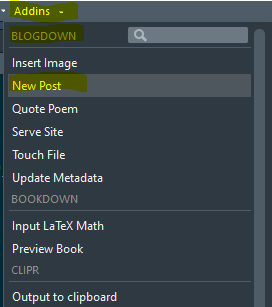 Addins
BLOGDOWN
Insert Image
New Post
Quote Poem
Serve Site
Touch File
Update Metadata
BOOKDOWN
Input LaTeX Math
Preview Book
CLIPR
Output to clipboard